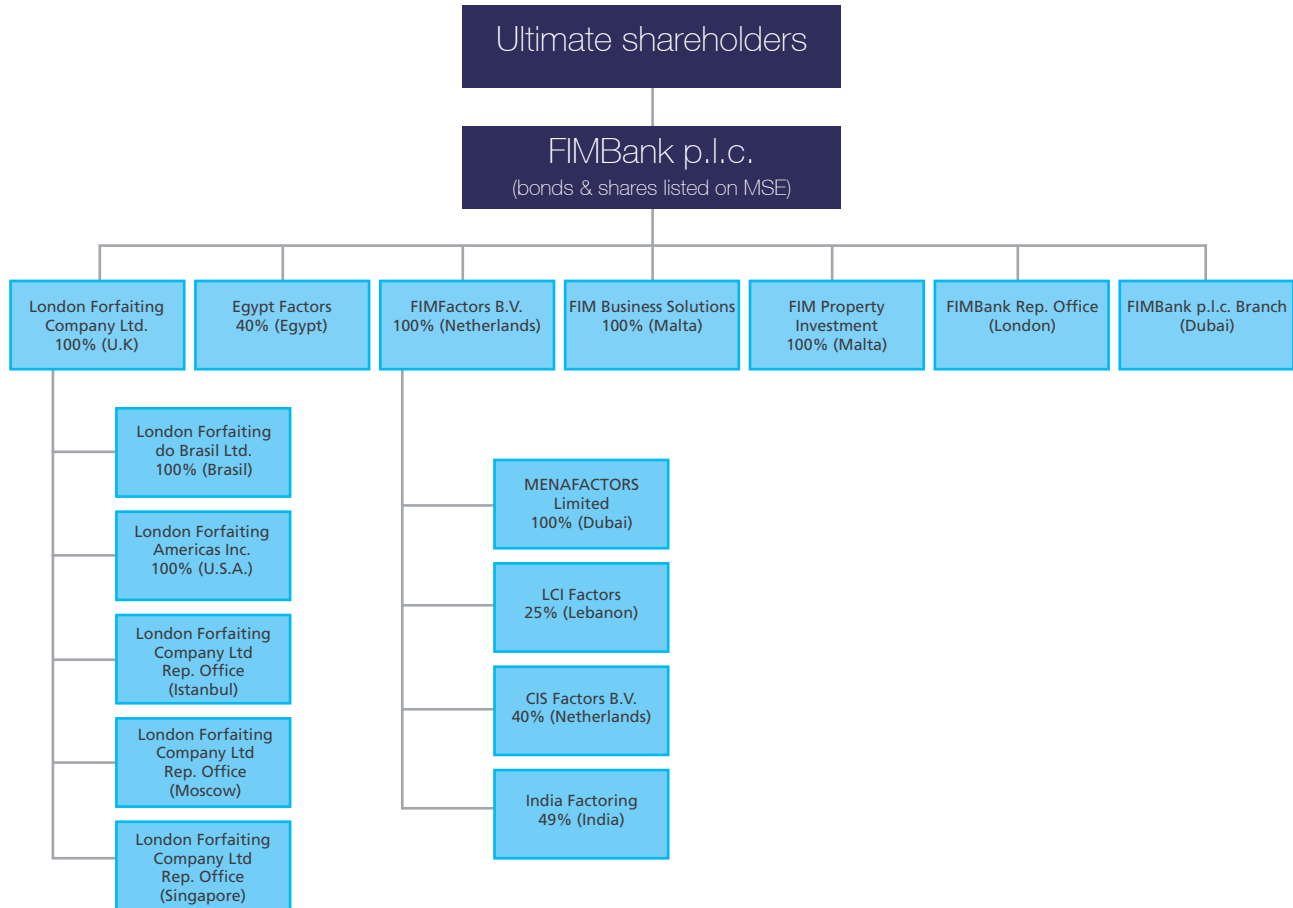 Ultimate shareholders
FIMBank p.l.c.
(bonds & shares listed on MSE)
London Forfaiting
Company Ltd.
100% (U.K)
Egypt Factors
40% (Egypt)
FIMFactors B.V.
100% (Netherlands)
FIM Business Solutions
100% (Malta)
FIM Property
Investment
100% (Malta)
FIMBank Rep. Office
(London)
FIMBank p.l.c. Branch
(Dubai)
London Forfaiting
do Brasil Ltd.
100% (Brasil)
London Forfaiting
Americas Inc.
100% (U.S.A.)
London Forfaiting
Company Ltd
Rep. Office
(Istanbul)
London Forfaiting
Company Ltd
Rep. Office
(Moscow)
London Forfaiting
Company Ltd
Rep. Office
(Singapore)
MENAFACTORS
Limited
100% (Dubai)
LCI Factors
25% (Lebanon)
CIS Factors B.V.
40% (Netherlands)
India Factoring
49% (India)